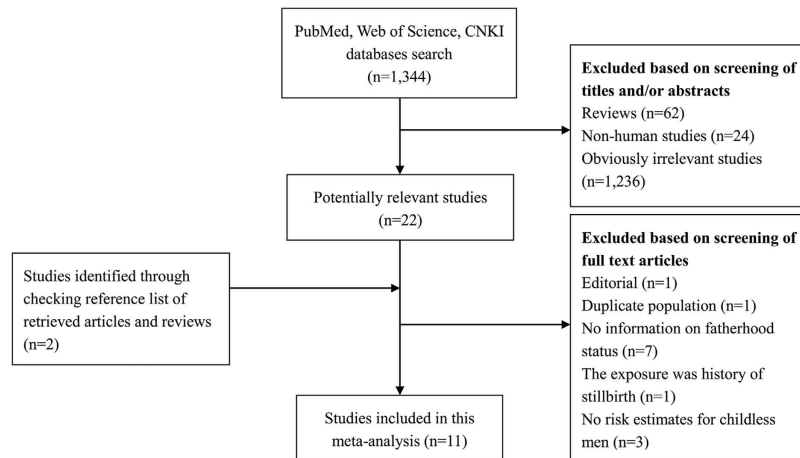 PubMed, Web of Science, CNKI
databases search
(n=1,344)
Excluded based on screening of
titles and/or abstracts
Reviews (n=62)
Non-human studies (n=24)
Obviously irrelevant studies
(n=1,236)
Potentially relevant studies
(n=22)
Studies identified through
checking reference list of
retrieved articles and reviews
(n=2)
Excluded based on screening of
full text articles
Editorial (n=1)
Duplicate population (n=1)
No information on fatherhood
status (n=7)
The exposure was history of
stillbirth (n=1)
No risk estimates for childless
men (n=3)
Studies included in this
meta-analysis (n=11)